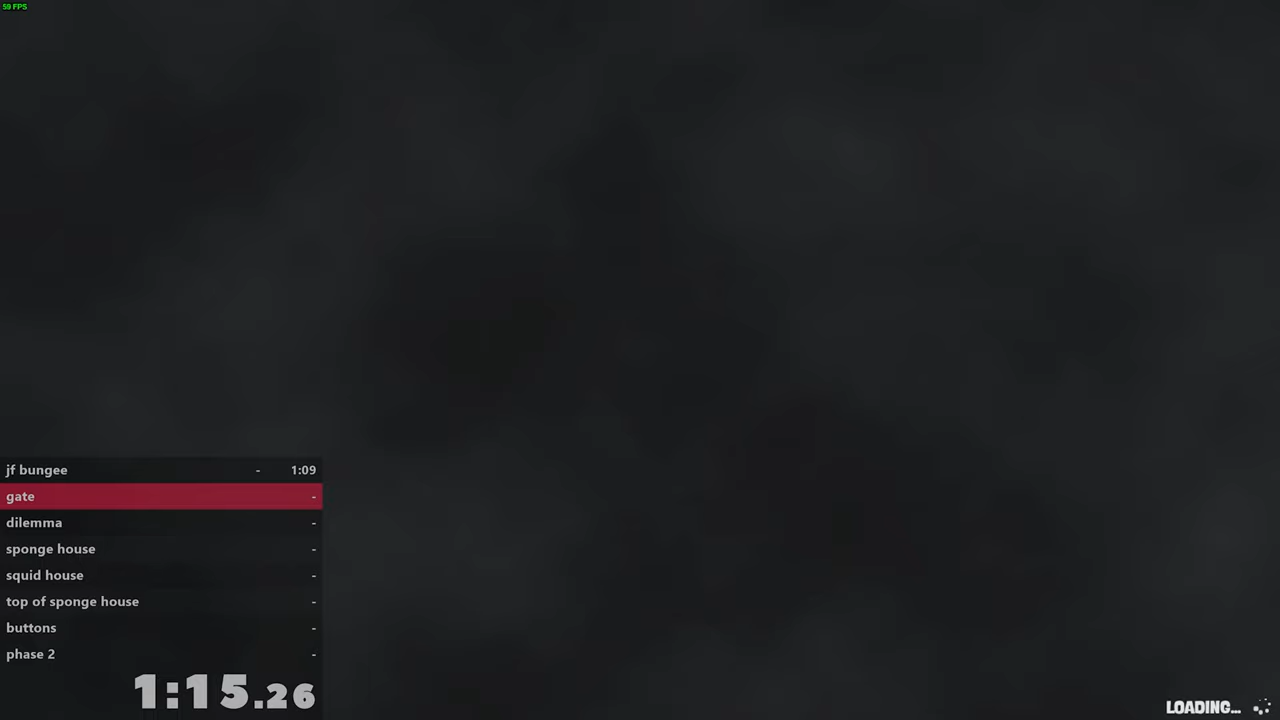 59 FPS
jf bungee - 1:09
gate -
dilemma -
sponge house -
squid house -
top of sponge house -
buttons -
phase 2 -
1:15.26
LOADING...